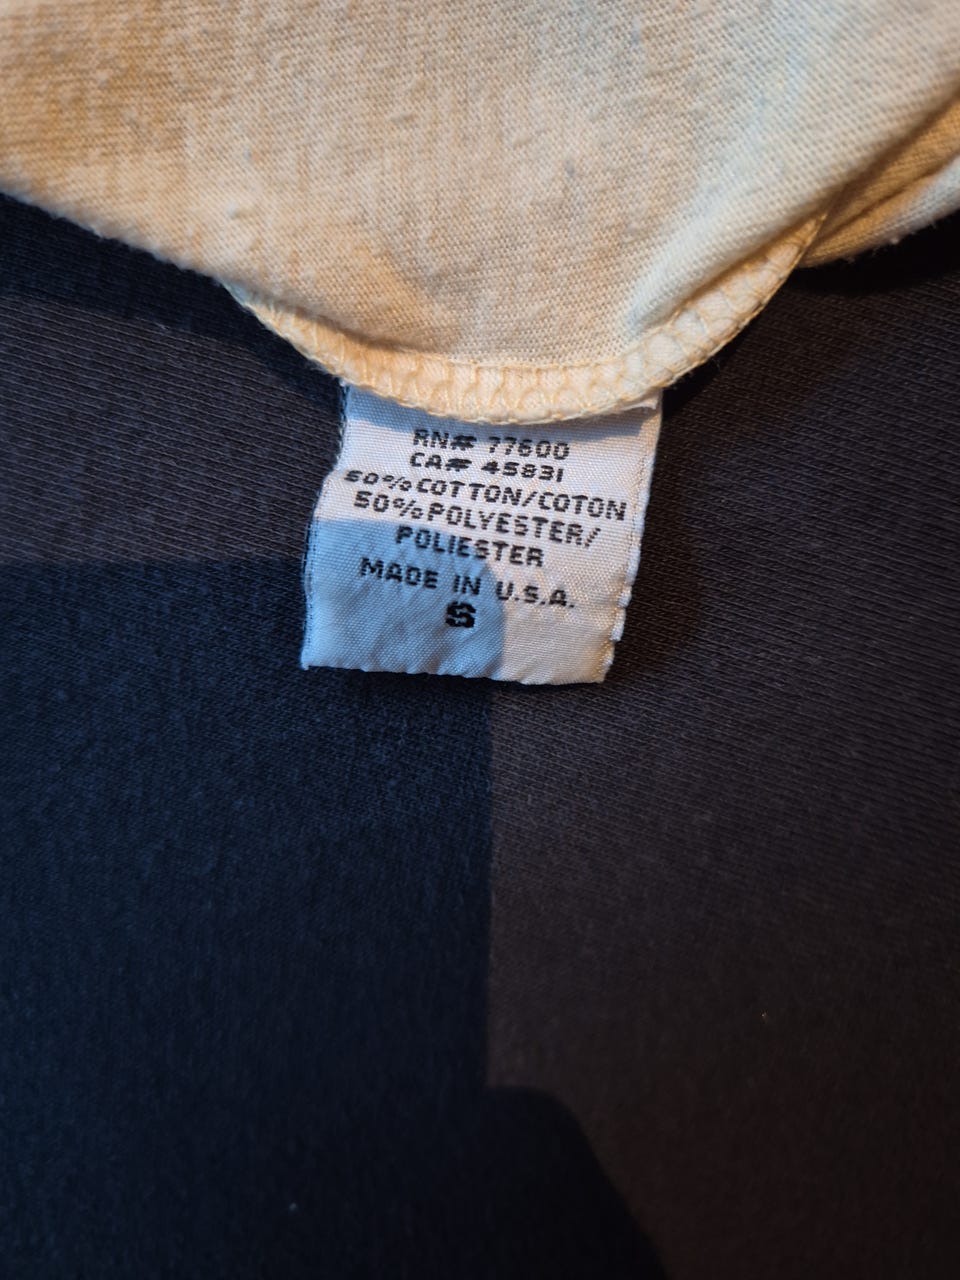 RN# 77600
CA# 45831
50% COTTON/COTON
50% POLYESTER/
POLIESTER
MADE IN U.S.A.
S